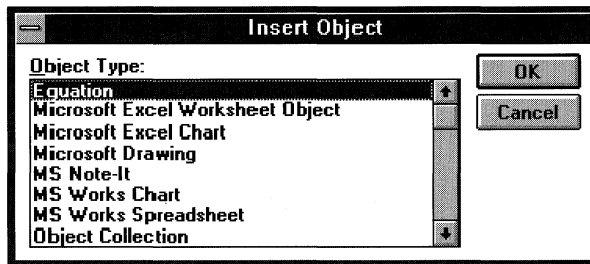 Insert Object
Object Type:
Equation
Microsoft Excel Worksheet Object
Microsoft Excel Chart
Microsoft Drawing
MS Note-It
MS Works Chart
MS Works Spreadsheet
Object Collection
OK
Cancel